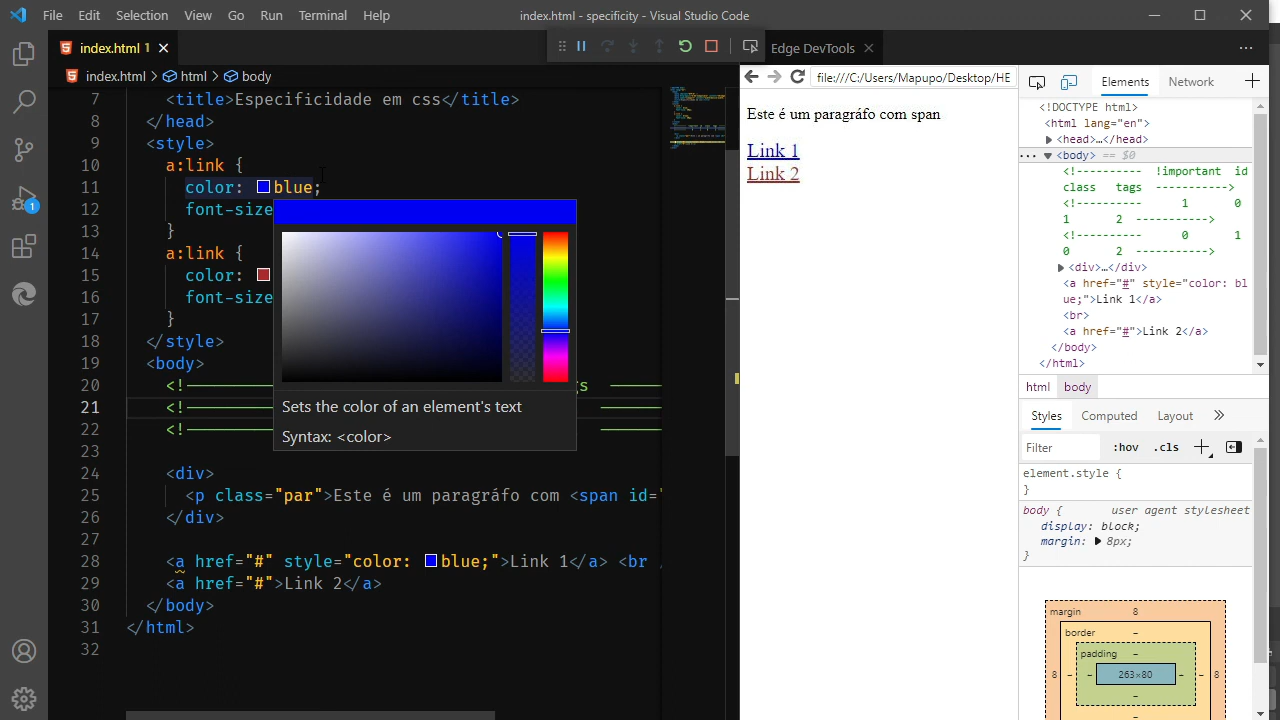 File Edit Selection View Go Run Terminal Help
index.html - specificity - Visual Studio Code
index.html 1
Edge DevTools
index.html > html > body
7 <title>Especificidade em css</title>
8 </head>
9 <style>
10 a:link {
11 color: blue;
12 font-size
13 }
14 a:link {
15 color:
16 font-size
17 }
18 </style>
19 <body>
20 <!—————— gs ———
21 <!—————— ———
22 <!—————— ———
23
24 <div>
25 <p class="par">Este é um paragráfo com <span id="
26 </div>
27
28 <a href="#" style="color: blue;">Link 1</a> <br /
29 <a href="#">Link 2</a>
30 </body>
31 </html>
32
Sets the color of an element's text
Syntax: <color>
1
file:///C:/Users/Mapupo/Desktop/HE
Este é um paragráfo com span
Link 1
Link 2
Elements Network
<!DOCTYPE html>
<html lang="en">
<head>…</head>
<body> == $0
<!---------- !important id
class tags ----------->
<!---------- 1 0
1 2 ----------->
<!---------- 0 1
0 2 ----------->
<div>…</div>
<a href="#" style="color: bl
ue;">Link 1</a>
<br>
<a href="#">Link 2</a>
</body>
</html>
html body
Styles Computed Layout
Filter :hov .cls
element.style {
}
body { user agent stylesheet
display: block;
margin: 8px;
}
margin 8
border –
padding –
8 – – 263×80 – – 8
–